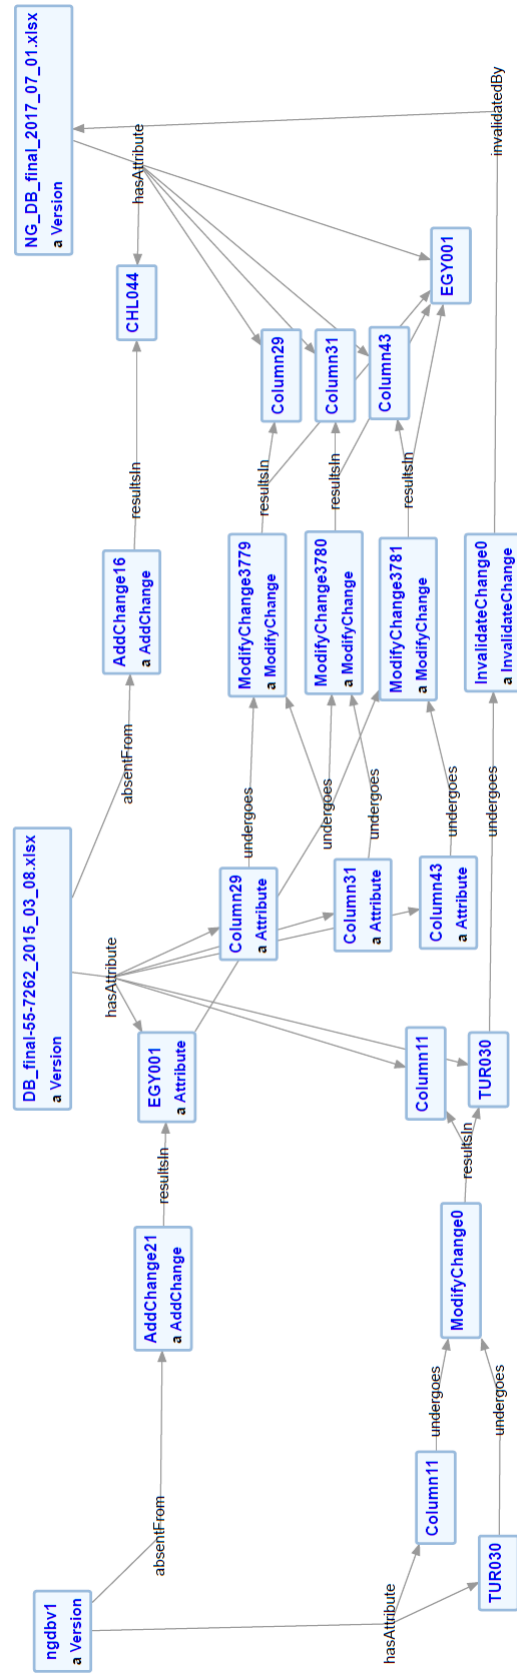 ngdbv1
a Version
absentFrom
hasAttribute
AddChange21
a AddChange
resultsIn
EGY001
a Attribute
Column11
undergoes
TUR030
undergoes
ModifyChange0
resultsIn
Column11
TUR030
DB_final-55-7262_2015_03_08.xlsx
a Version
absentFrom
hasAttribute
Column29
a Attribute
Column31
a Attribute
Column43
a Attribute
undergoes
undergoes
undergoes
undergoes
undergoes
AddChange16
a AddChange
resultsIn
ModifyChange3779
a ModifyChange
resultsIn
ModifyChange3780
a ModifyChange
resultsIn
ModifyChange3781
a ModifyChange
resultsIn
InvalidateChange0
a InvalidateChange
CHL044
Column29
Column31
Column43
EGY001
NG_DB_final_2017_07_01.xlsx
a Version
hasAttribute
invalidatedBy